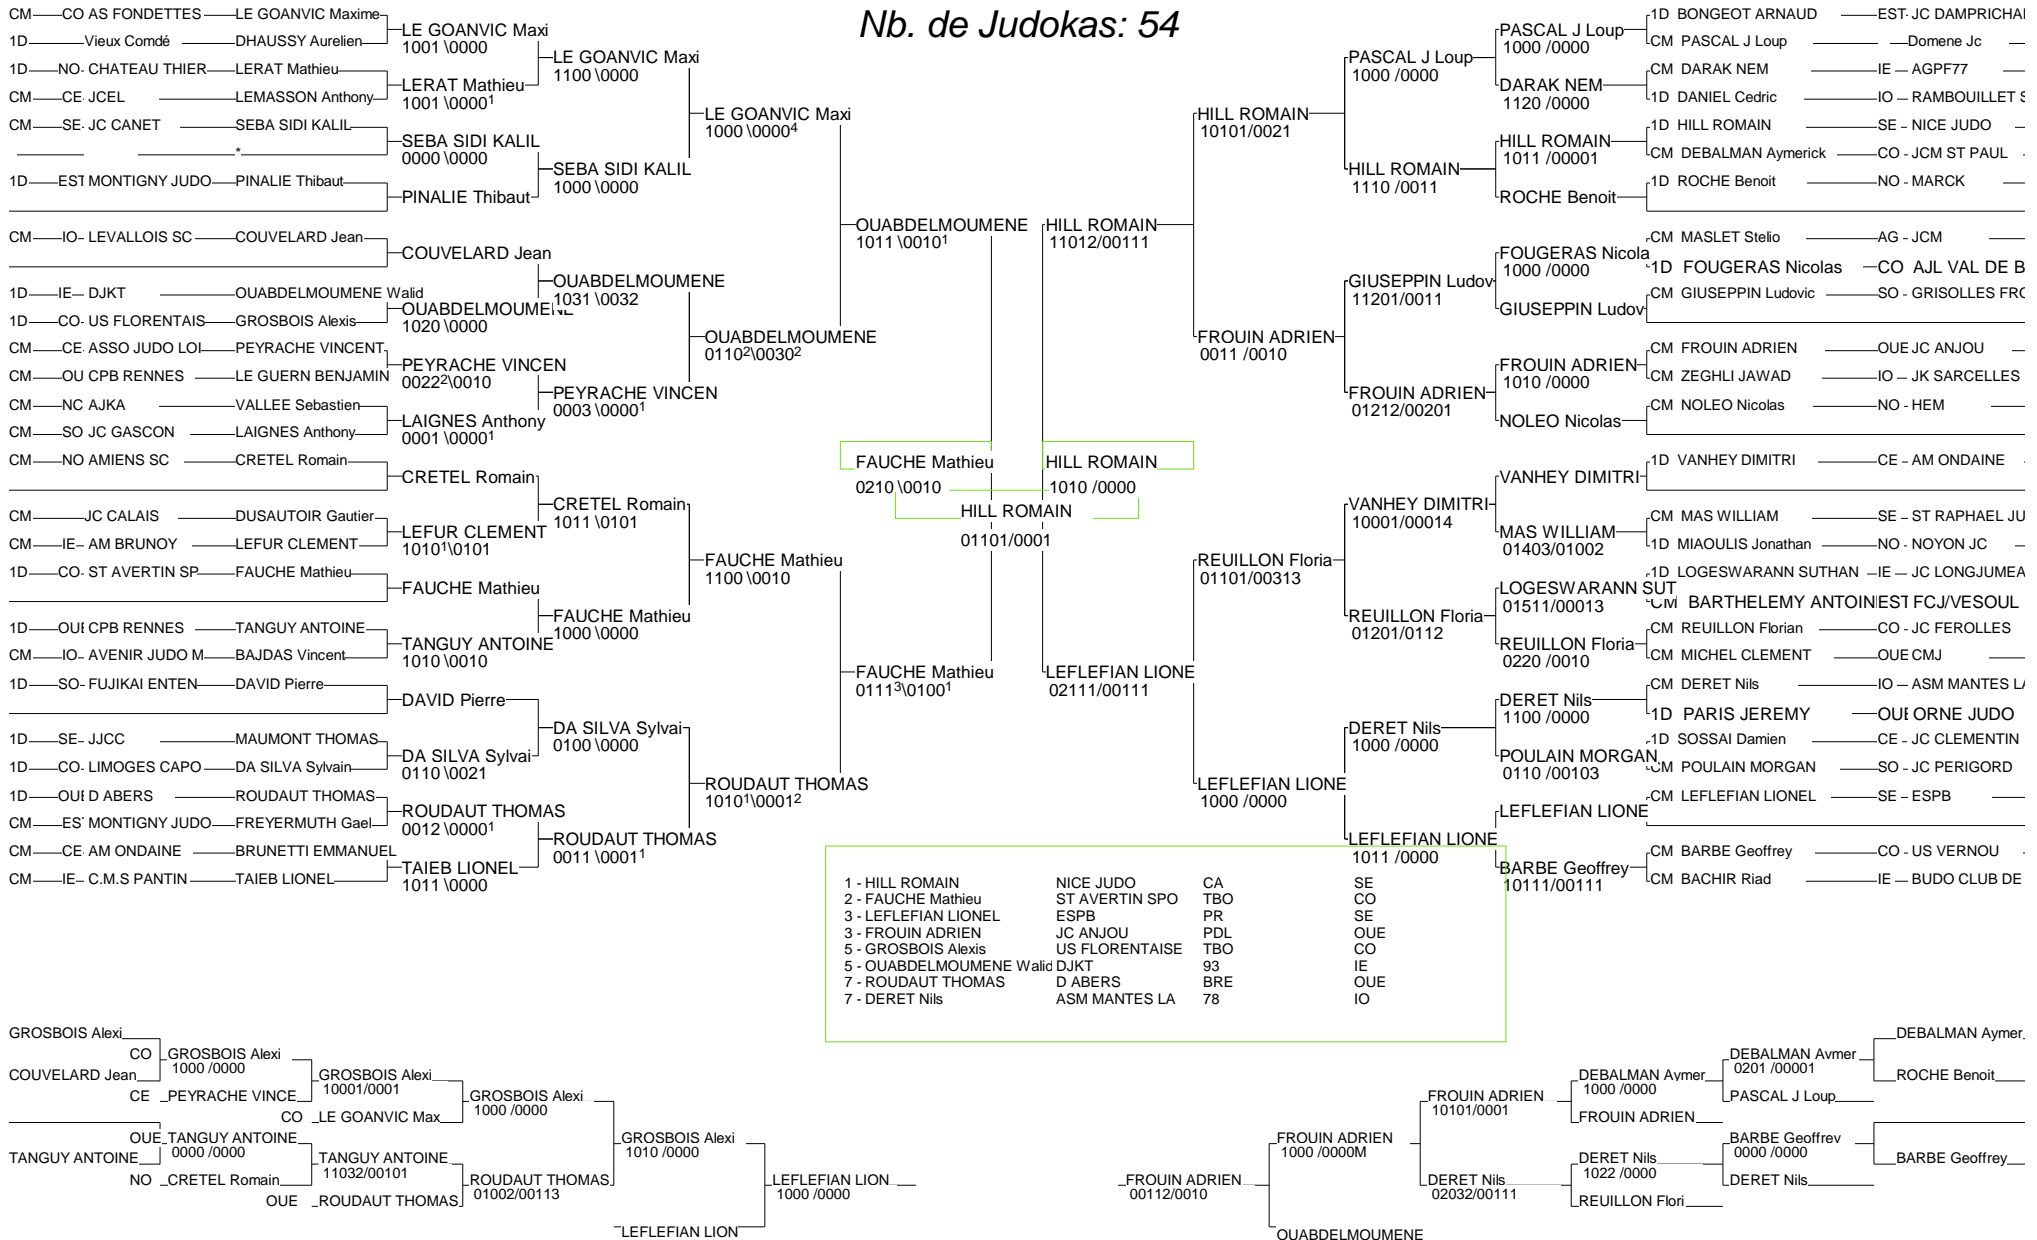 Nb. de Judokas: 54
CM CO AS FONDETTES LE GOANVIC Maxime
1D Vieux Comdé DHAUSSY Aurelien
1D NO CHATEAU THIER LERAT Mathieu
CM CE JCEL LEMASSON Anthony
CM SE JC CANET SEBA SIDI KALIL
*
1D EST MONTIGNY JUDO PINALIE Thibaut
CM IO LEVALLOIS SC COUVELARD Jean
1D IE DJKT OUABDELMOUMENE Walid
1D CO US FLORENTAIS GROSBOIS Alexis
CM CE ASSO JUDO LOI PEYRACHE VINCENT
CM OU CPB RENNES LE GUERN BENJAMIN
CM NC AJKA VALLEE Sebastien
CM SO JC GASCON LAIGNES Anthony
CM NO AMIENS SC CRETEL Romain
CM JC CALAIS DUSAUTOIR Gautier
CM IE AM BRUNOY LEFUR CLEMENT
1D CO ST AVERTIN SP FAUCHE Mathieu
1D OUE CPB RENNES TANGUY ANTOINE
CM IO AVENIR JUDO M BAJDAS Vincent
1D SO FUJIKAI ENTEN DAVID Pierre
1D SE JJCC MAUMONT THOMAS
1D CO LIMOGES CAPO DA SILVA Sylvain
1D OUE D ABERS ROUDAUT THOMAS
CM ES MONTIGNY JUDO FREYERMUTH Gael
CM CE AM ONDAINE BRUNETTI EMMANUEL
CM IE C.M.S PANTIN TAIEB LIONEL
LE GOANVIC Maxi
1001 \0000
LERAT Mathieu
1001 \0000¹
SEBA SIDI KALIL
0000 \0000
PINALIE Thibaut
COUVELARD Jean
OUABDELMOUMENE
1020 \0000
PEYRACHE VINCEN
0022²\0010
LAIGNES Anthony
0001 \0000¹
CRETEL Romain
LEFUR CLEMENT
1010¹\0101
FAUCHE Mathieu
TANGUY ANTOINE
1010 \0010
DAVID Pierre
DA SILVA Sylvai
0110 \0021
ROUDAUT THOMAS
0012 \0000¹
TAIEB LIONEL
1011 \0000
LE GOANVIC Maxi
1100 \0000
SEBA SIDI KALIL
1000 \0000
OUABDELMOUMENE
1031 \0032
PEYRACHE VINCEN
0003 \0000¹
CRETEL Romain
1011 \0101
FAUCHE Mathieu
1000 \0000
DA SILVA Sylvai
0100 \0000
ROUDAUT THOMAS
0011 \0001¹
LE GOANVIC Maxi
1000 \0000⁴
OUABDELMOUMENE
0110²\0030²
FAUCHE Mathieu
1100 \0010
ROUDAUT THOMAS
1010¹\0001²
OUABDELMOUMENE
1011 \0010¹
FAUCHE Mathieu
0111³\0100¹
FAUCHE Mathieu
0210 \0010
HILL ROMAIN
1010 /0000
HILL ROMAIN
01101/0001
HILL ROMAIN
11012/00111
LEFLEFIAN LIONE
02111/00111
HILL ROMAIN
10101/0021
FROUIN ADRIEN
0011 /0010
REUILLON Floria
01101/00313
LEFLEFIAN LIONE
1000 /0000
PASCAL J Loup
1000 /0000
HILL ROMAIN
1110 /0011
GIUSEPPIN Ludov
11201/0011
FROUIN ADRIEN
01212/00201
VANHEY DIMITRI
10001/00014
REUILLON Floria
01201/0112
DERET Nils
1000 /0000
LEFLEFIAN LIONE
1011 /0000
PASCAL J Loup
1000 /0000
DARAK NEM
1120 /0000
HILL ROMAIN
1011 /00001
ROCHE Benoit
FOUGERAS Nicola
1000 /0000
GIUSEPPIN Ludov
FROUIN ADRIEN
1010 /0000
NOLEO Nicolas
VANHEY DIMITRI
MAS WILLIAM
01403/01002
LOGESWARANN SUT
01511/00013
REUILLON Floria
0220 /0010
DERET Nils
1100 /0000
POULAIN MORGAN
0110 /00103
LEFLEFIAN LIONE
BARBE Geoffrey
10111/00111
1D BONGEOT ARNAUD EST JC DAMPRICHA
CM PASCAL J Loup Domene Jc
CM DARAK NEM IE AGPF77
1D DANIEL Cedric IO RAMBOUILLET S
1D HILL ROMAIN SE NICE JUDO
CM DEBALMAN Aymerick CO JCM ST PAUL
1D ROCHE Benoit NO MARCK
CM MASLET Stelio AG JCM
1D FOUGERAS Nicolas CO AJL VAL DE B
CM GIUSEPPIN Ludovic SO GRISOLLES FRO
CM FROUIN ADRIEN OUE JC ANJOU
CM ZEGHLI JAWAD IO JK SARCELLES
CM NOLEO Nicolas NO HEM
1D VANHEY DIMITRI CE AM ONDAINE
CM MAS WILLIAM SE ST RAPHAEL JU
1D MIAOULIS Jonathan NO NOYON JC
1D LOGESWARANN SUTHAN IE JC LONGJUMEA
CM BARTHELEMY ANTOIN EST FCJ/VESOUL
CM REUILLON Florian CO JC FEROLLES
CM MICHEL CLEMENT OUE CMJ
CM DERET Nils IO ASM MANTES LA
1D PARIS JEREMY OUE ORNE JUDO
1D SOSSAI Damien CE JC CLEMENTIN
CM POULAIN MORGAN SO JC PERIGORD
CM LEFLEFIAN LIONEL SE ESPB
CM BARBE Geoffrey CO US VERNOU
CM BACHIR Riad IE BUDO CLUB DE
1 - HILL ROMAIN NICE JUDO CA SE
2 - FAUCHE Mathieu ST AVERTIN SPO TBO CO
3 - LEFLEFIAN LIONEL ESPB PR SE
3 - FROUIN ADRIEN JC ANJOU PDL OUE
5 - GROSBOIS Alexis US FLORENTAISE TBO CO
5 - OUABDELMOUMENE Walid DJKT 93 IE
7 - ROUDAUT THOMAS D ABERS BRE OUE
7 - DERET Nils ASM MANTES LA 78 IO
GROSBOIS Alexi
CO
COUVELARD Jean
GROSBOIS Alexi
1000 /0000
CE PEYRACHE VINCE
OUE TANGUY ANTOINE
0000 /0000
TANGUY ANTOINE
NO CRETEL Romain
GROSBOIS Alexi
10001/0001
CO LE GOANVIC Max
TANGUY ANTOINE
11032/00101
OUE ROUDAUT THOMAS
GROSBOIS Alexi
1000 /0000
ROUDAUT THOMAS
01002/00113
GROSBOIS Alexi
1010 /0000
LEFLEFIAN LION
LEFLEFIAN LION
1000 /0000
FROUIN ADRIEN
00112/0010
FROUIN ADRIEN
1000 /0000M
OUABDELMOUMENE
FROUIN ADRIEN
10101/0001
DERET Nils
02032/00111
DEBALMAN Aymer
1000 /0000
FROUIN ADRIEN
DERET Nils
1022 /0000
REUILLON Flori
DEBALMAN Aymer
0201 /00001
PASCAL J Loup
BARBE Geoffrey
0000 /0000
DERET Nils
DEBALMAN Aymer
ROCHE Benoit
BARBE Geoffrey